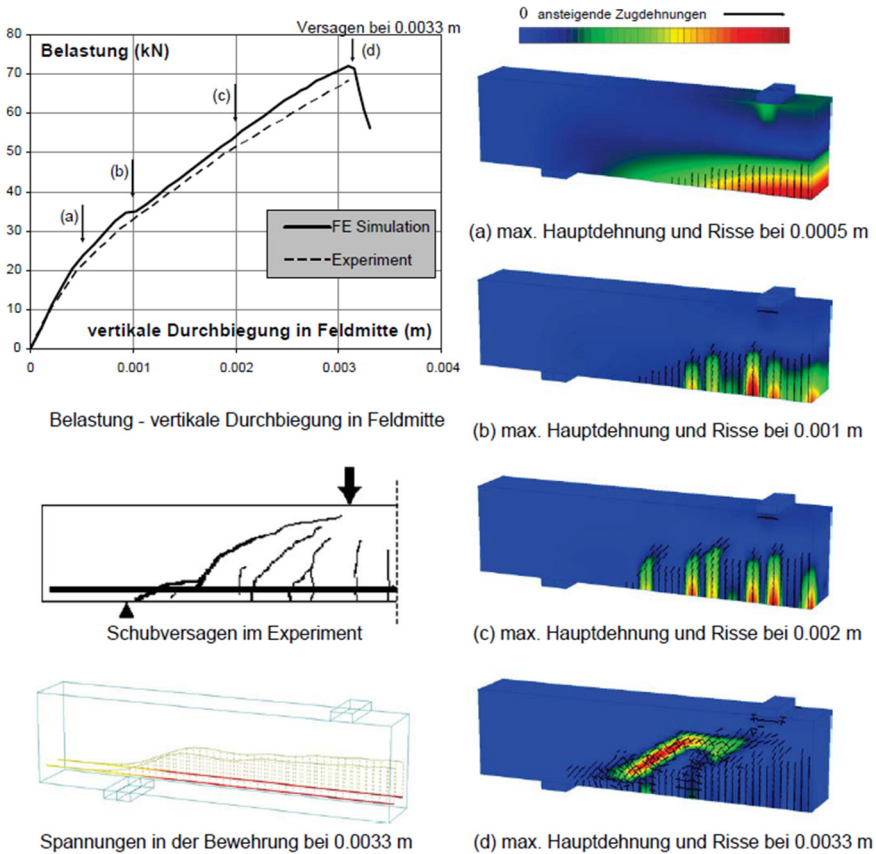 Versagen bei 0.0033 m
Belastung (kN)
80
70
60
50
40
30
20
10
0
(a)
(b)
(c)
(d)
FE Simulation
Experiment
vertikale Durchbiegung in Feldmitte (m)
0 0.001 0.002 0.003 0.004
Belastung - vertikale Durchbiegung in Feldmitte
0 ansteigende Zugdehnungen
(a) max. Hauptdehnung und Risse bei 0.0005 m
(b) max. Hauptdehnung und Risse bei 0.001 m
Schubversagen im Experiment
(c) max. Hauptdehnung und Risse bei 0.002 m
Spannungen in der Bewehrung bei 0.0033 m
(d) max. Hauptdehnung und Risse bei 0.0033 m